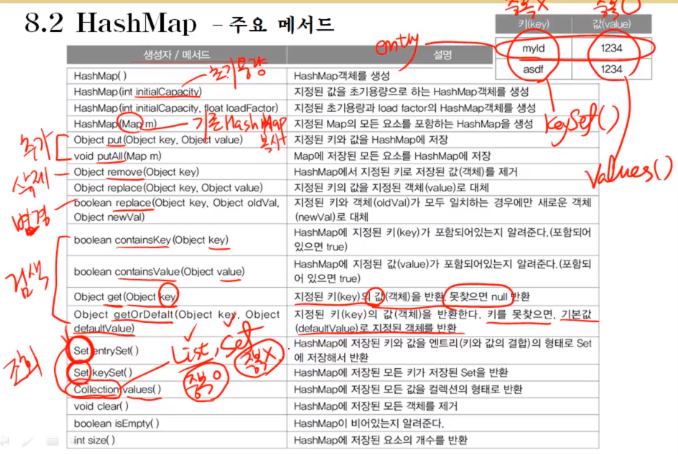 8.2 HashMap - 주요 메서드
중복X
중복O
키(key)
값(value)
myId
1234
asdf
1234
entry
keySet()
values()
생성자 / 메서드
설명
HashMap( )
HashMap객체를 생성
HashMap(int initialCapacity)
초기용량
지정된 값을 초기용량으로 하는 HashMap객체를 생성
HashMap(int initialCapacity, float loadFactor)
지정된 초기용량과 load factor의 HashMap객체를 생성
HashMap(Map m)
기존HashMap
복사
지정된 Map의 모든 요소를 포함하는 HashMap을 생성
추가
Object put(Object key, Object value)
지정된 키와 값을 HashMap에 저장
void putAll(Map m)
Map에 저장된 모든 요소를 HashMap에 저장
삭제
Object remove(Object key)
HashMap에서 지정된 키로 저장된 값(객체)를 제거
변경
Object replace(Object key, Object value)
지정된 키의 값을 지정된 객체(value)로 대체
boolean replace(Object key, Object oldVal,
Object newVal)
지정된 키와 객체(oldVal)가 모두 일치하는 경우에만 새로운 객체
(newVal)로 대체
검색
boolean containsKey(Object key)
HashMap에 지정된 키(key)가 포함되어있는지 알려준다.(포함되어
있으면 true)
boolean containsValue(Object value)
HashMap에 지정된 값(value)가 포함되어있는지 알려준다.(포함되
어 있으면 true)
Object get(Object key)
지정된 키(key)의 값(객체)을 반환. 못찾으면 null 반환
Object getOrDefalt(Object key, Object
defaultValue)
지정된 키(key)의 값(객체)을 반환한다. 키를 못찾으면, 기본값
(defaultValue)로 지정된 객체를 반환
Set entrySet( )
HashMap에 저장된 키와 값을 엔트리(키와 값의 결합)의 형태로 Set
에 저장해서 반환
Set keySet( )
HashMap에 저장된 모든 키가 저장된 Set을 반환
Collection values( )
HashMap에 저장된 모든 값을 컬렉션의 형태로 반환
List, Set
중복O
중복X
void clear( )
HashMap에 저장된 모든 객체를 제거
boolean isEmpty( )
HashMap이 비어있는지 알려준다.
int size( )
HashMap에 저장된 요소의 개수를 반환